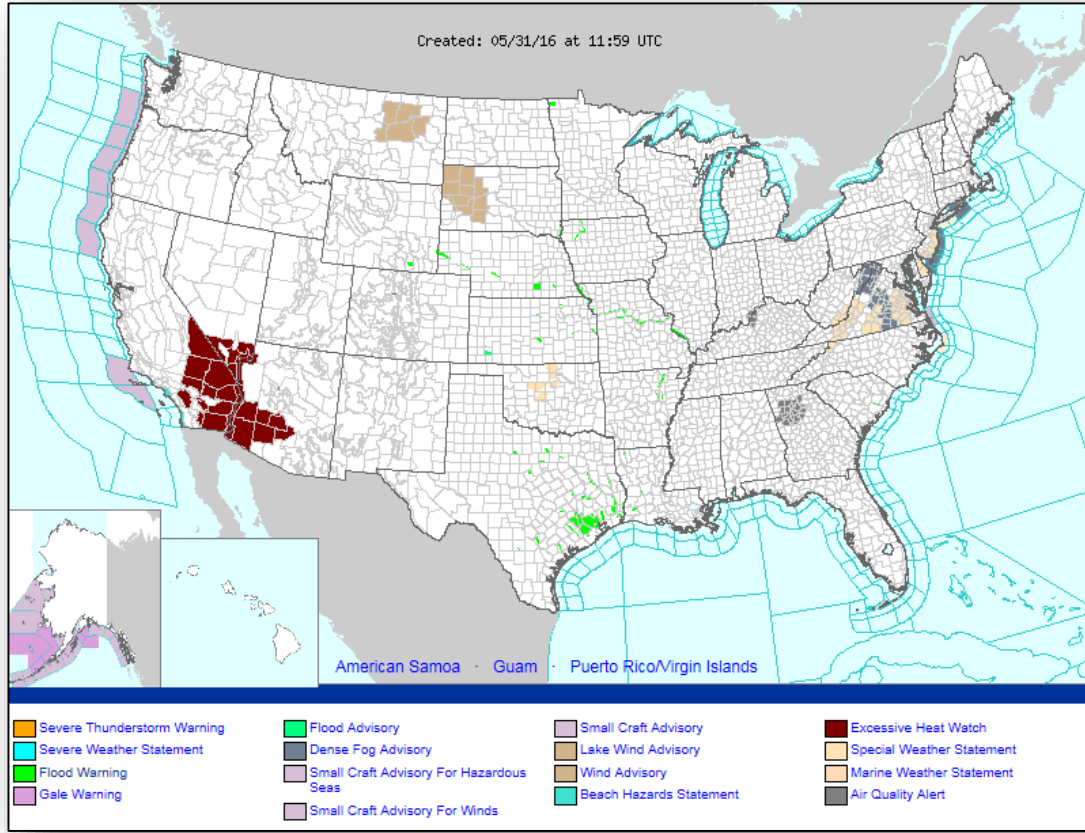 Created: 05/31/16 at 11:59 UTC
American Samoa · Guam · Puerto Rico/Virgin Islands
Severe Thunderstorm Warning
Severe Weather Statement
Flood Warning
Gale Warning
Flood Advisory
Dense Fog Advisory
Small Craft Advisory For Hazardous
Seas
Small Craft Advisory For Winds
Small Craft Advisory
Lake Wind Advisory
Wind Advisory
Beach Hazards Statement
Excessive Heat Watch
Special Weather Statement
Marine Weather Statement
Air Quality Alert